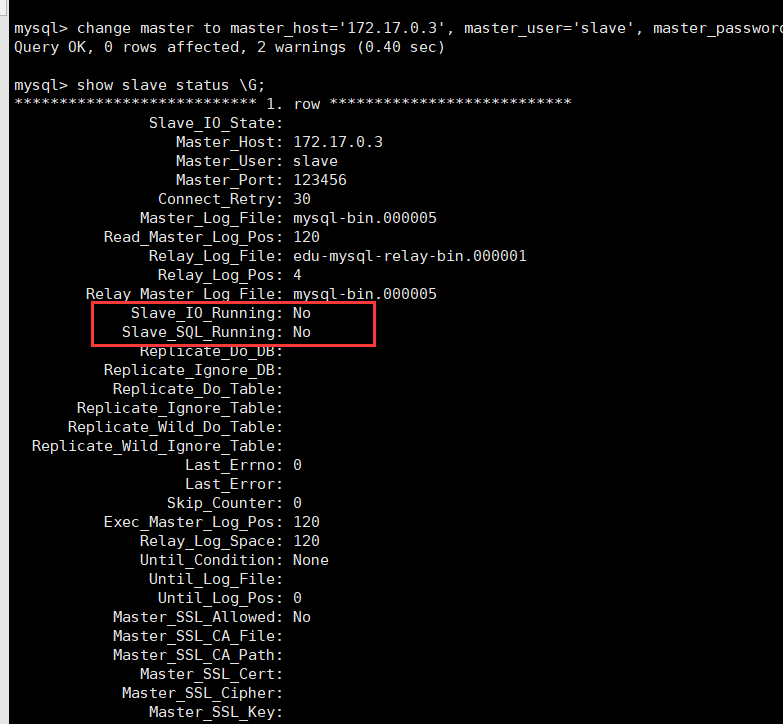 mysql> change master to master_host='172.17.0.3', master_user='slave', master_password
Query OK, 0 rows affected, 2 warnings (0.40 sec)
mysql> show slave status \G;
*************************** 1. row ***************************
Slave_IO_State:
Master_Host: 172.17.0.3
Master_User: slave
Master_Port: 123456
Connect_Retry: 30
Master_Log_File: mysql-bin.000005
Read_Master_Log_Pos: 120
Relay_Log_File: edu-mysql-relay-bin.000001
Relay_Log_Pos: 4
Relay_Master_Log_File: mysql-bin.000005
Slave_IO_Running: No
Slave_SQL_Running: No
Replicate_Do_DB:
Replicate_Ignore_DB:
Replicate_Do_Table:
Replicate_Ignore_Table:
Replicate_Wild_Do_Table:
Replicate_Wild_Ignore_Table:
Last_Errno: 0
Last_Error:
Skip_Counter: 0
Exec_Master_Log_Pos: 120
Relay_Log_Space: 120
Until_Condition: None
Until_Log_File:
Until_Log_Pos: 0
Master_SSL_Allowed: No
Master_SSL_CA_File:
Master_SSL_CA_Path:
Master_SSL_Cert:
Master_SSL_Cipher:
Master_SSL_Key: